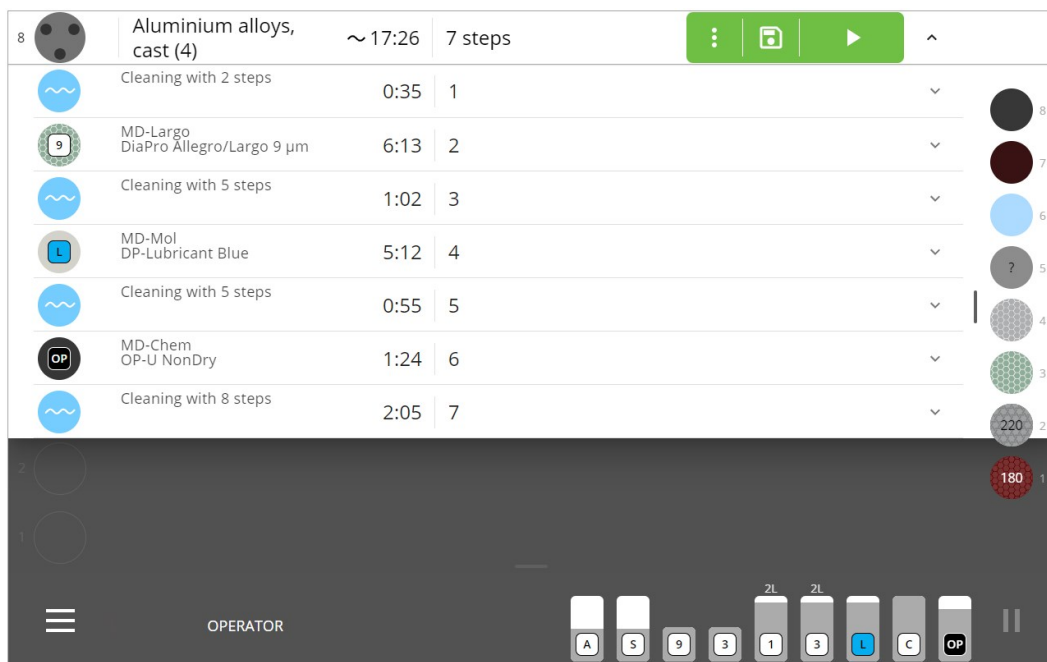 8
Aluminium alloys,
cast (4)
~ 17:26
7 steps
Cleaning with 2 steps
0:35
1
9
MD-Largo
DiaPro Allegro/Largo 9 µm
6:13
2
Cleaning with 5 steps
1:02
3
L
MD-Mol
DP-Lubricant Blue
5:12
4
Cleaning with 5 steps
0:55
5
OP
MD-Chem
OP-U NonDry
1:24
6
Cleaning with 8 steps
2:05
7
8
7
6
? 5
4
3
220 2
180 1
2
1
OPERATOR
2L 2L
A S 9 3 1 3 L C OP